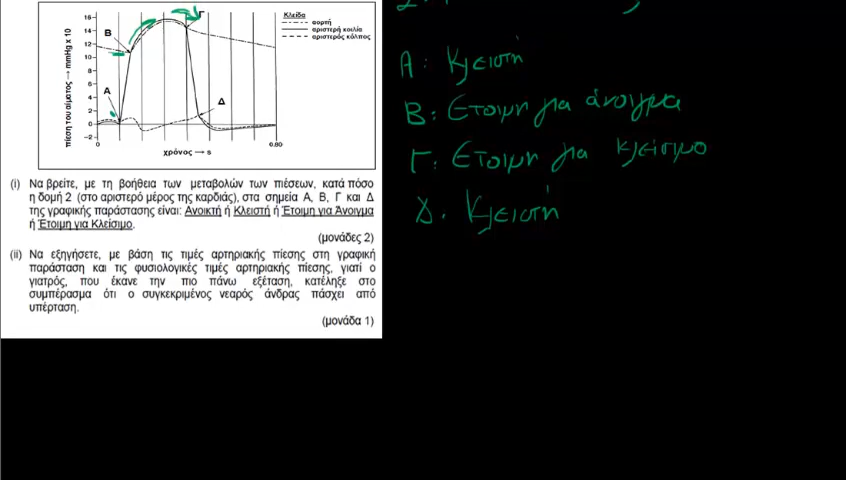 Κλείδα
αορτή
αριστερή κοιλία
αριστερός κόλπος
πίεση του αίματος → mmHg x 10
16
14
12
10
8
6
4
2
0
−2
Β
Γ
Α
Δ
0
0.80
χρόνος → s
(i) Να βρείτε, με τη βοήθεια των μεταβολών των πιέσεων, κατά πόσο
η δομή 2 (στο αριστερό μέρος της καρδιάς), στα σημεία Α, Β, Γ και Δ
της γραφικής παράστασης είναι: Ανοικτή ή Κλειστή ή Έτοιμη για Άνοιγμα
ή Έτοιμη για Κλείσιμο.
(μονάδες 2)
(ii) Να εξηγήσετε, με βάση τις τιμές αρτηριακής πίεσης στη γραφική
παράσταση και τις φυσιολογικές τιμές αρτηριακής πίεσης, γιατί ο
γιατρός, που έκανε την πιο πάνω εξέταση, κατέληξε στο
συμπέρασμα ότι ο συγκεκριμένος νεαρός άνδρας πάσχει από
υπέρταση.
(μονάδα 1)
Α: Κλειστή
Β: Έτοιμη για άνοιγμα
Γ: Έτοιμη για κλείσιμο
Δ. Κλειστή